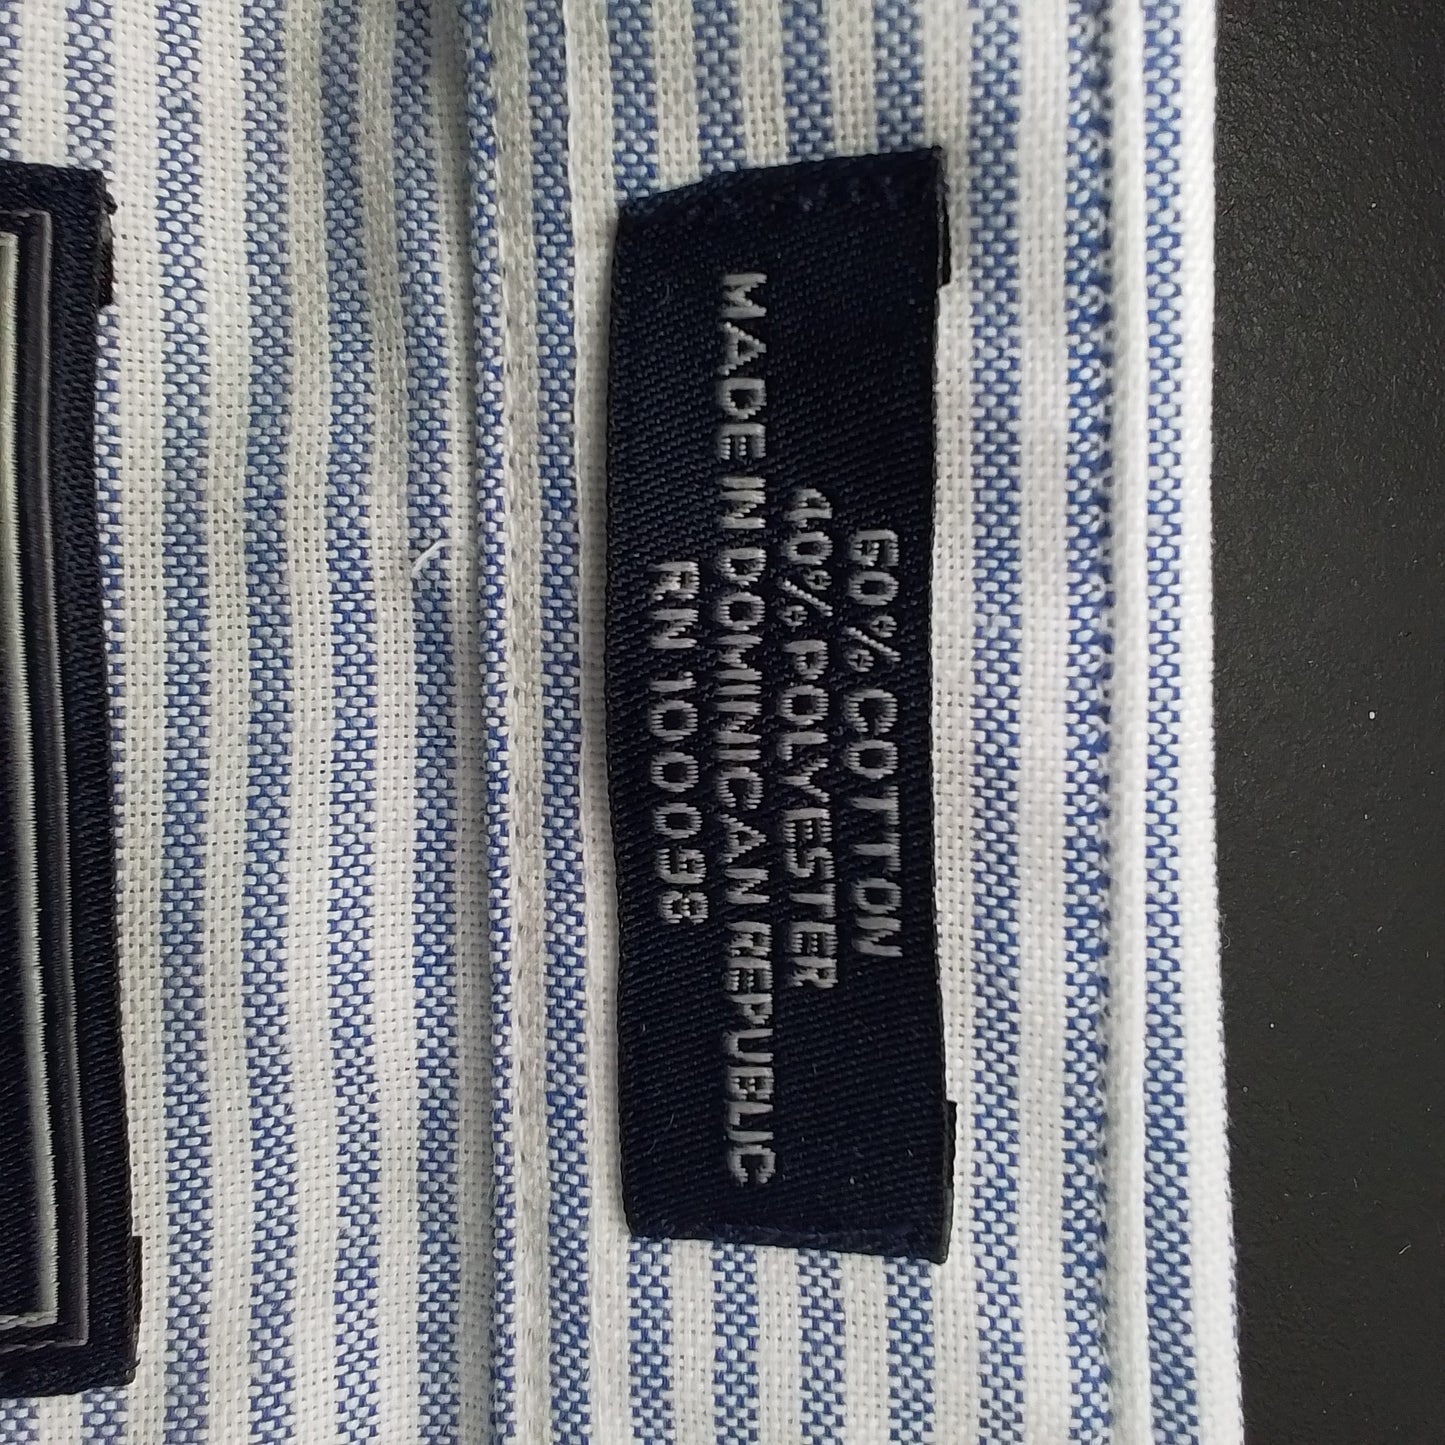 60% COTTON
40% POLYESTER
MADE IN DOMINICAN REPUBLIC
RN 100098